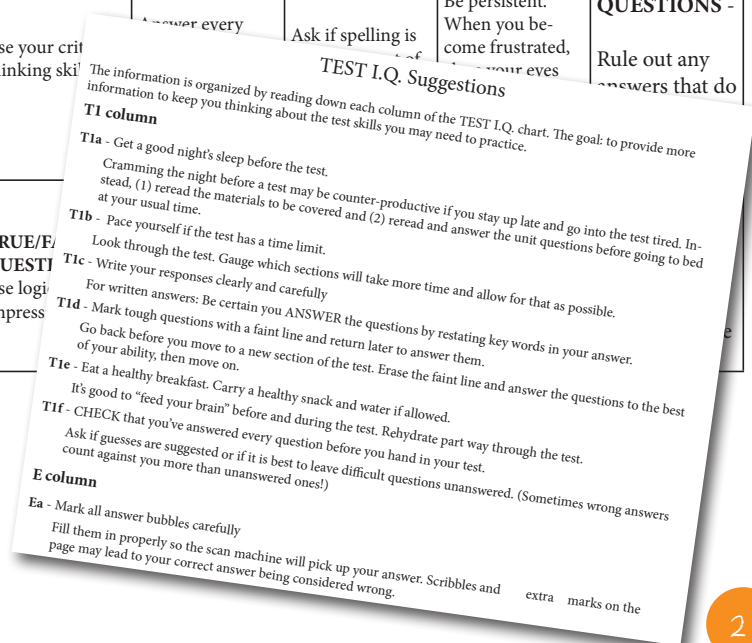 Answer every
se your crit
inking skil
Ask if spelling is
Be persistent.
When you be-
come frustrated,
your eyes
QUESTIONS -
Rule out any
answers that do
RUE/FA
UESTI
se logi
mpress
e
TEST I.Q. Suggestions
The information is organized by reading down each column of the TEST I.Q. chart. The goal: to provide more
information to keep you thinking about the test skills you may need to practice.
T1 column
T1a - Get a good night's sleep before the test.
Cramming the night before a test may be counter-productive if you stay up late and go into the test tired. In-
stead, (1) reread the materials to be covered and (2) reread and answer the unit questions before going to bed
at your usual time.
T1b - Pace yourself if the test has a time limit.
Look through the test. Gauge which sections will take more time and allow for that as possible.
T1c - Write your responses clearly and carefully
For written answers: Be certain you ANSWER the questions by restating key words in your answer.
T1d - Mark tough questions with a faint line and return later to answer them.
Go back before you move to a new section of the test. Erase the faint line and answer the questions to the best
of your ability, then move on.
T1e - Eat a healthy breakfast. Carry a healthy snack and water if allowed.
It's good to “feed your brain” before and during the test. Rehydrate part way through the test.
T1f - CHECK that you've answered every question before you hand in your test.
Ask if guesses are suggested or if it is best to leave difficult questions unanswered. (Sometimes wrong answers
count against you more than unanswered ones!)
E column
Ea - Mark all answer bubbles carefully
Fill them in properly so the scan machine will pick up your answer. Scribbles and extra marks on the
page may lead to your correct answer being considered wrong.
2